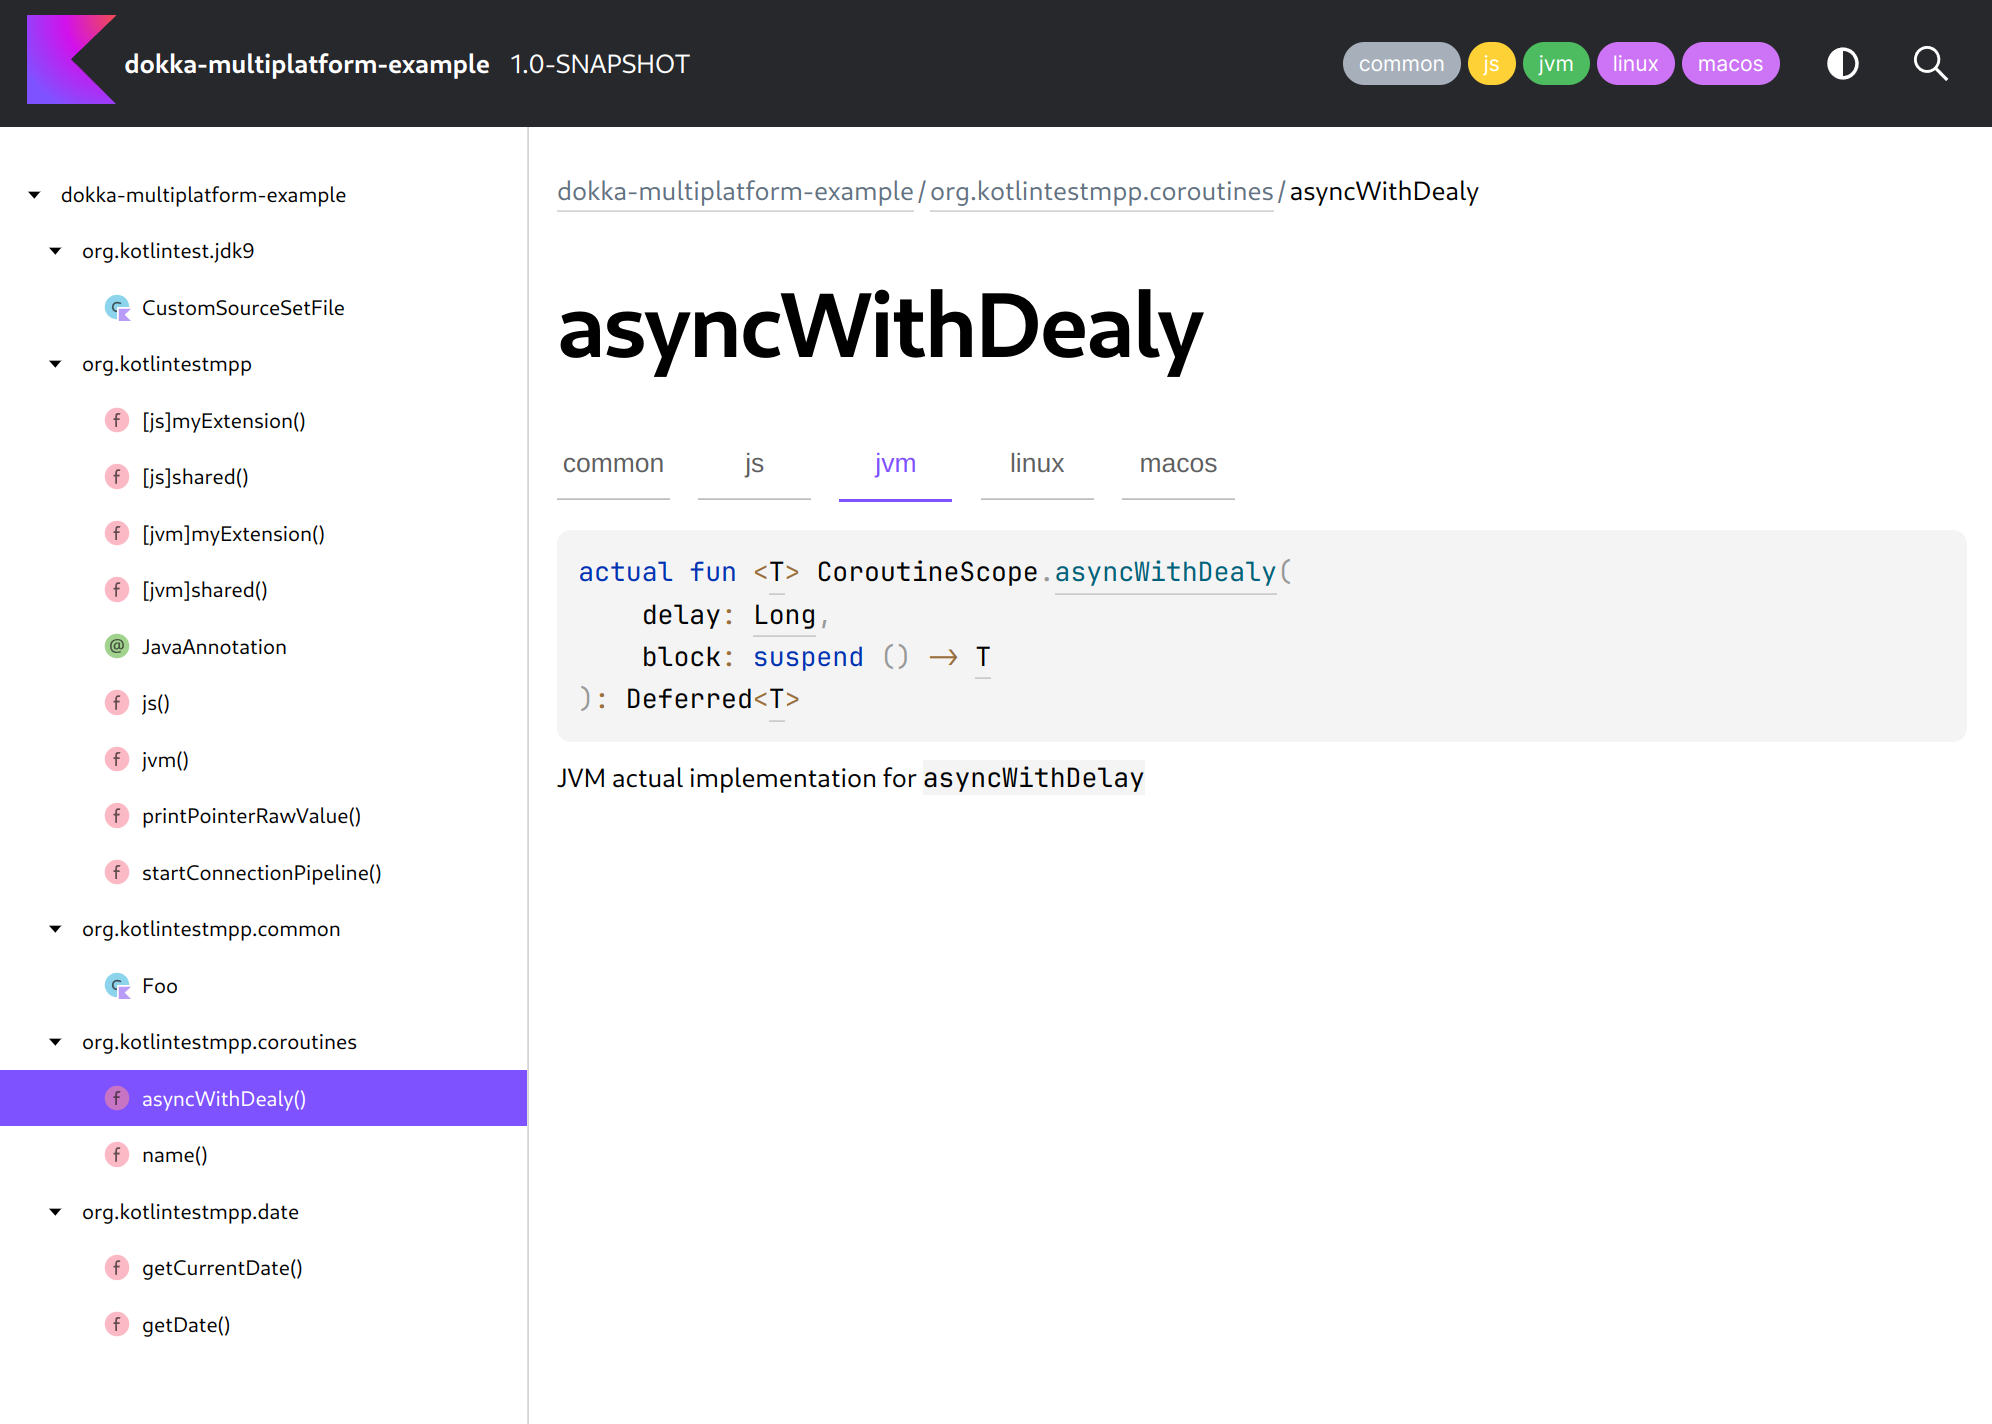 dokka-multiplatform-example 1.0-SNAPSHOT
common js jvm linux macos
dokka-multiplatform-example
org.kotlintest.jdk9
C CustomSourceSetFile
org.kotlintestmpp
f [js]myExtension()
f [js]shared()
f [jvm]myExtension()
f [jvm]shared()
@ JavaAnnotation
f js()
f jvm()
f printPointerRawValue()
f startConnectionPipeline()
org.kotlintestmpp.common
C Foo
org.kotlintestmpp.coroutines
f asyncWithDealy()
f name()
org.kotlintestmpp.date
f getCurrentDate()
f getDate()
dokka-multiplatform-example/org.kotlintestmpp.coroutines/asyncWithDealy
asyncWithDealy
common js jvm linux macos
actual fun <T> CoroutineScope.asyncWithDealy(
    delay: Long,
    block: suspend () -> T
): Deferred<T>
JVM actual implementation for asyncWithDelay